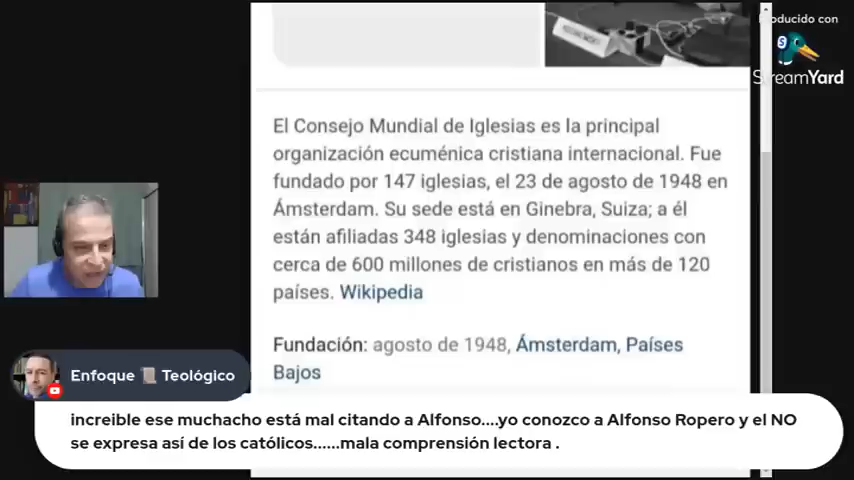 Producido con
StreamYard
El Consejo Mundial de Iglesias es la principal
organización ecuménica cristiana internacional. Fue
fundado por 147 iglesias, el 23 de agosto de 1948 en
Ámsterdam. Su sede está en Ginebra, Suiza; a él
están afiliadas 348 iglesias y denominaciones con
cerca de 600 millones de cristianos en más de 120
países. Wikipedia
Fundación: agosto de 1948, Ámsterdam, Países
Bajos
Enfoque 📜 Teológico
increible ese muchacho está mal citando a Alfonso....yo conozco a Alfonso Ropero y el NO
se expresa así de los católicos......mala comprensión lectora .